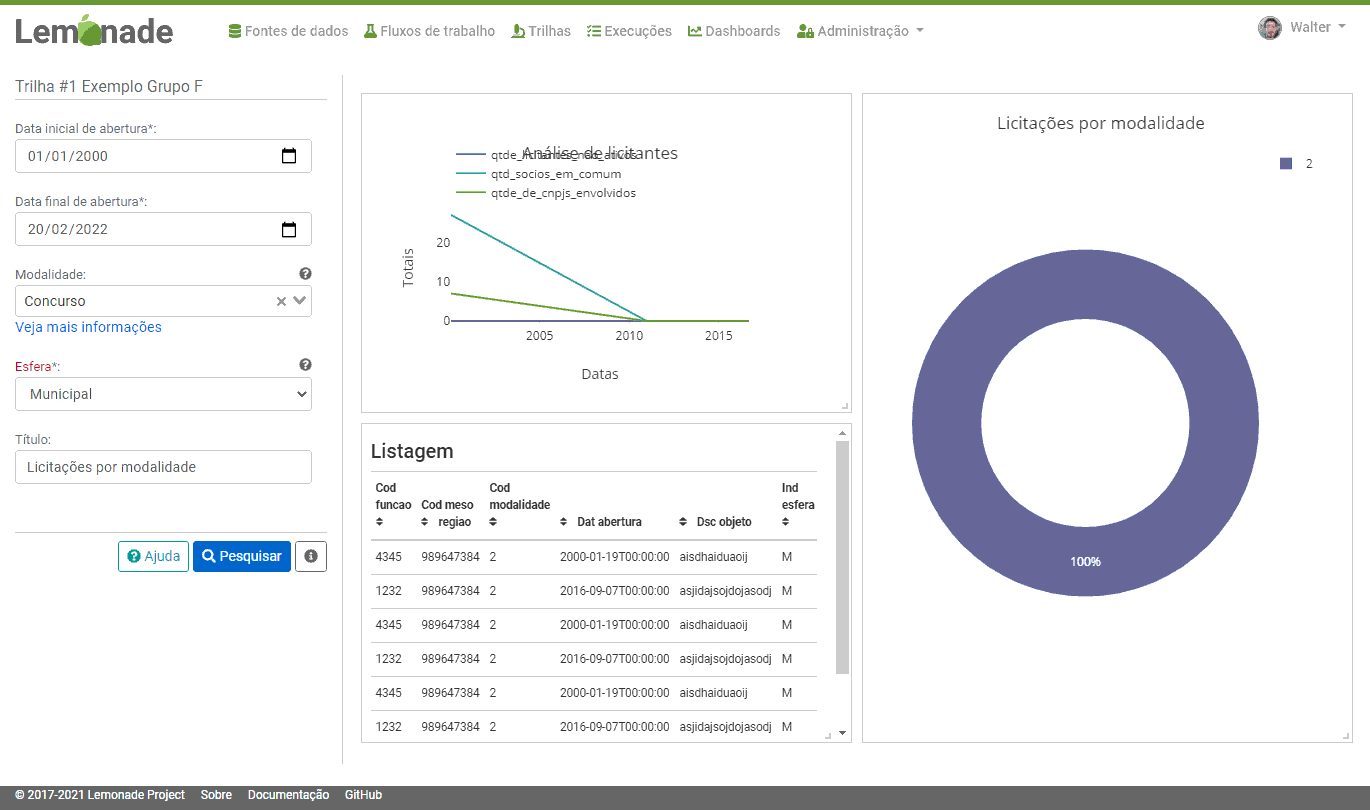 Lemonade
Fontes de dados
Fluxos de trabalho
Trilhas
Execuções
Dashboards
Administração
Walter
Trilha #1 Exemplo Grupo F
Data inicial de abertura*:
01/01/2000
Data final de abertura*:
20/02/2022
Modalidade:
Concurso
Veja mais informações
Esfera*:
Municipal
Título:
Licitações por modalidade
Ajuda
Pesquisar
Análise de licitantes
qtde_licitantes_nao_ativos
qtd_socios_em_comum
qtde_de_cnpjs_envolvidos
Totais
20
10
0
2005 2010 2015
Datas
Listagem
Cod funcao Cod meso regiao Cod modalidade Dat abertura Dsc objeto Ind esfera
4345 989647384 2 2000-01-19T00:00:00 aisdhaiduaoij M
1232 989647384 2 2016-09-07T00:00:00 asjidajsojdojasodj M
4345 989647384 2 2000-01-19T00:00:00 aisdhaiduaoij M
1232 989647384 2 2016-09-07T00:00:00 asjidajsojdojasodj M
4345 989647384 2 2000-01-19T00:00:00 aisdhaiduaoij M
1232 989647384 2 2016-09-07T00:00:00 asjidajsojdojasodj M
Licitações por modalidade
2
100%
© 2017-2021 Lemonade Project Sobre Documentação GitHub